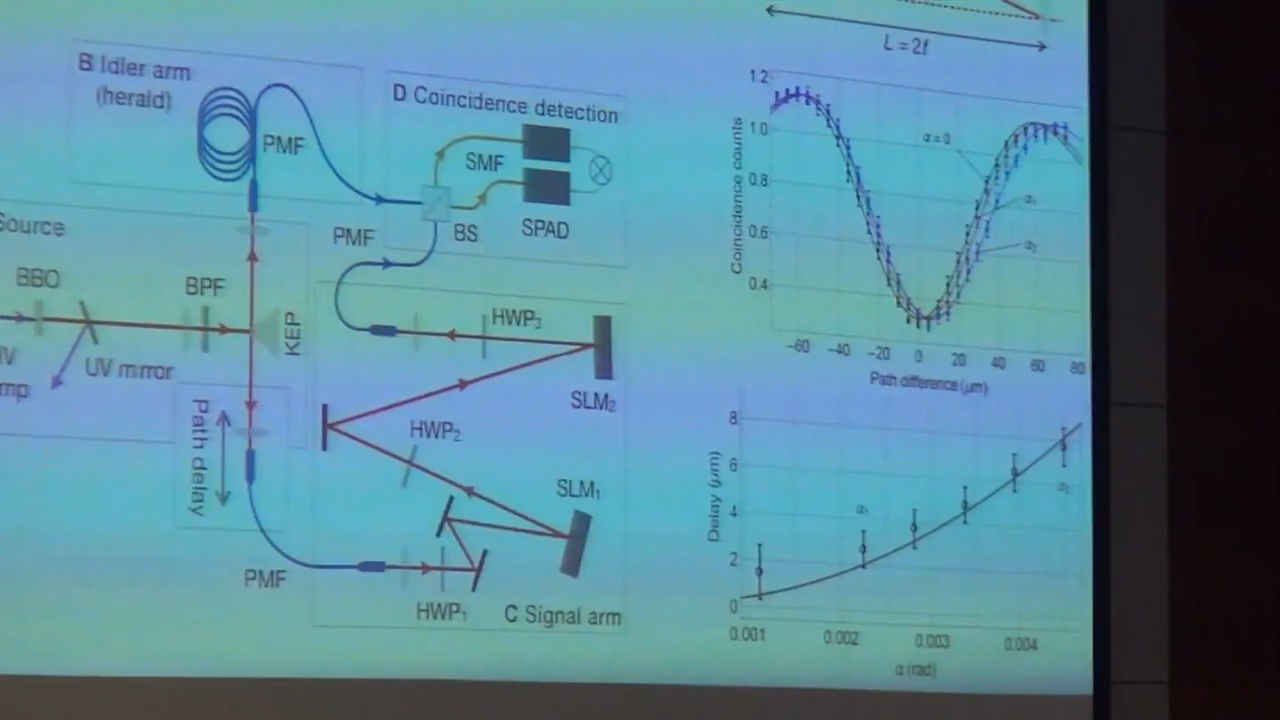 L = 2f
B Idler arm
(herald)
PMF
D Coincidence detection
SMF
SPAD
BS
PMF
Source
BBO
BPF
KEP
UV mirror
Path delay
PMF
HWP₃
SLM₂
HWP₂
SLM₁
HWP₁
C Signal arm
1.2
1.0
0.8
0.6
0.4
Coincidence counts
α = 0
α₁
α₂
−60 −40 −20 0 20 40 60 80
Path difference (μm)
8
6
4
2
0
Delay (μm)
α₁
α₂
0.001 0.002 0.003 0.004
α (rad)